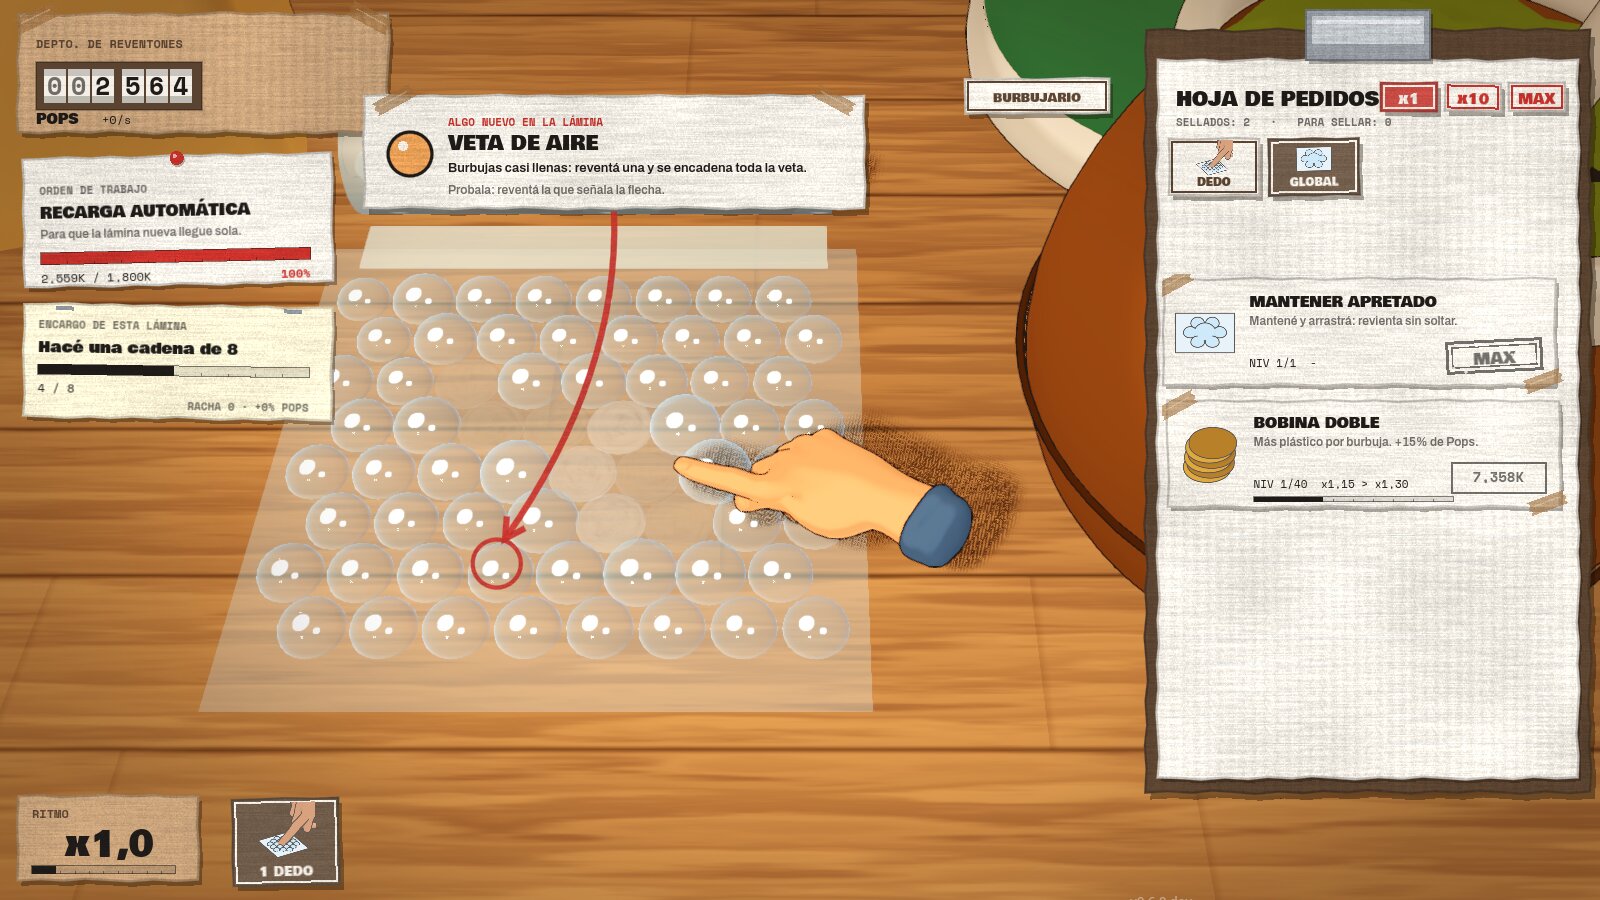 DEPTO. DE REVENTONES
002 564
POPS +0/s
ORDEN DE TRABAJO
RECARGA AUTOMÁTICA
Para que la lámina nueva llegue sola.
2.559K / 1.800K 100%
ENCARGO DE ESTA LÁMINA
Hacé una cadena de 8
4 / 8
RACHA 0 · +0% POPS
ALGO NUEVO EN LA LÁMINA
VETA DE AIRE
Burbujas casi llenas: reventá una y se encadena toda la veta.
Probala: reventá la que señala la flecha.
BURBUJARIO
HOJA DE PEDIDOS x1 x10 MAX
SELLADOS: 2 · PARA SELLAR: 0
DEDO GLOBAL
MANTENER APRETADO
Mantené y arrastrá: revienta sin soltar.
NIV 1/1 - MAX
BOBINA DOBLE
Más plástico por burbuja. +15% de Pops.
NIV 1/40 x1,15 > x1,30 7,358K
RITMO
x1,0
1 DEDO